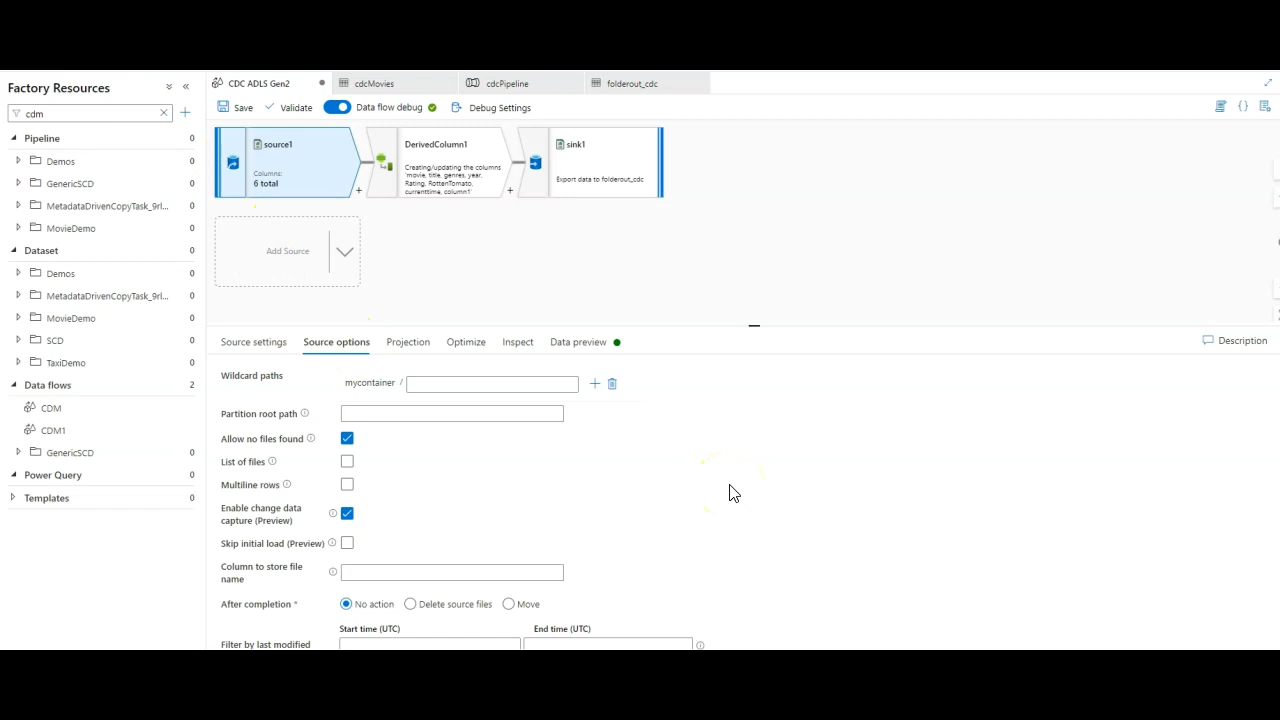 Factory Resources
cdm
Pipeline 0
Demos 0
GenericSCD 0
MetadataDrivenCopyTask_9rl... 0
MovieDemo 0
Dataset 0
Demos 0
MetadataDrivenCopyTask_9rl... 0
MovieDemo 0
SCD 0
TaxiDemo 0
Data flows 2
CDM
CDM1
GenericSCD 0
Power Query 0
Templates 0
CDC ADLS Gen2
cdcMovies
cdcPipeline
folderout_cdc
Save
Validate
Data flow debug
Debug Settings
source1
Columns:
6 total
DerivedColumn1
Creating/updating the columns
'movie, title, genres, year,
Rating, RottenTomato,
currenttime, column1'
sink1
Export data to folderout_cdc
Add Source
Source settings
Source options
Projection
Optimize
Inspect
Data preview
Description
Wildcard paths
mycontainer /
Partition root path
Allow no files found
List of files
Multiline rows
Enable change data
capture (Preview)
Skip initial load (Preview)
Column to store file
name
After completion *
No action
Delete source files
Move
Start time (UTC)
End time (UTC)
Filter by last modified